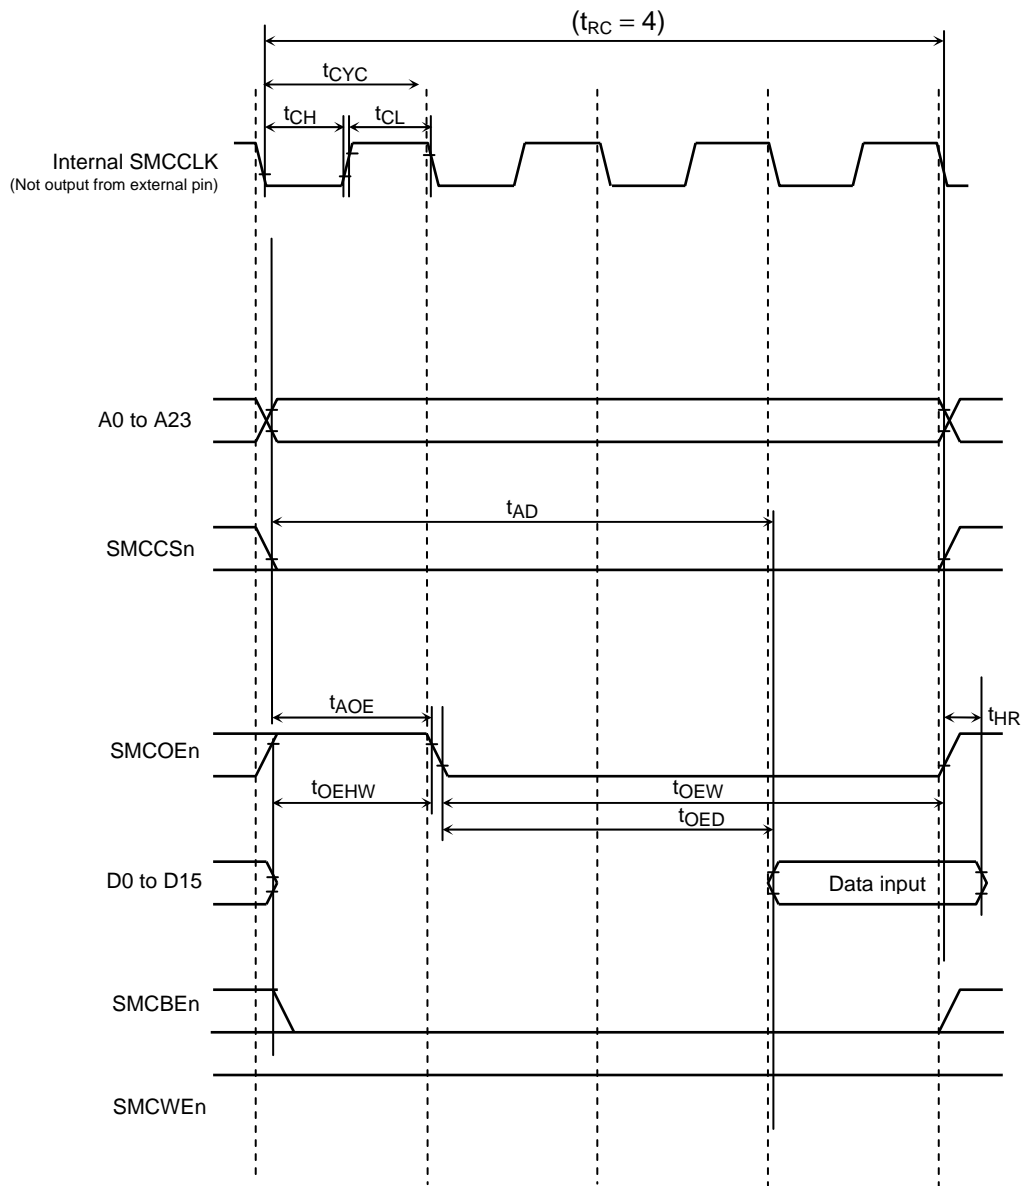 (tRC = 4)
tCYC
tCH
tCL
Internal SMCCLK
(Not output from external pin)
A0 to A23
tAD
SMCCSn
tAOE
tHR
SMCOEn
tOEHW
tOEW
tOED
D0 to D15
Data input
SMCBEn
SMCWEn